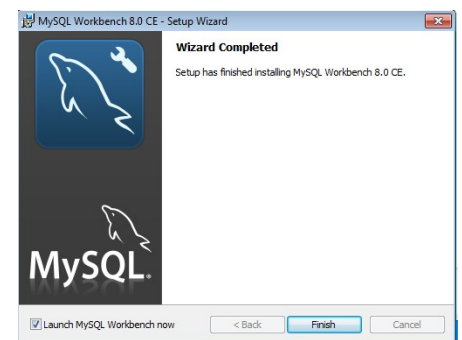 MySQL Workbench 8.0 CE - Setup Wizard
Wizard Completed
Setup has finished installing MySQL Workbench 8.0 CE.
MySQL.
Launch MySQL Workbench now
< Back
Finish
Cancel